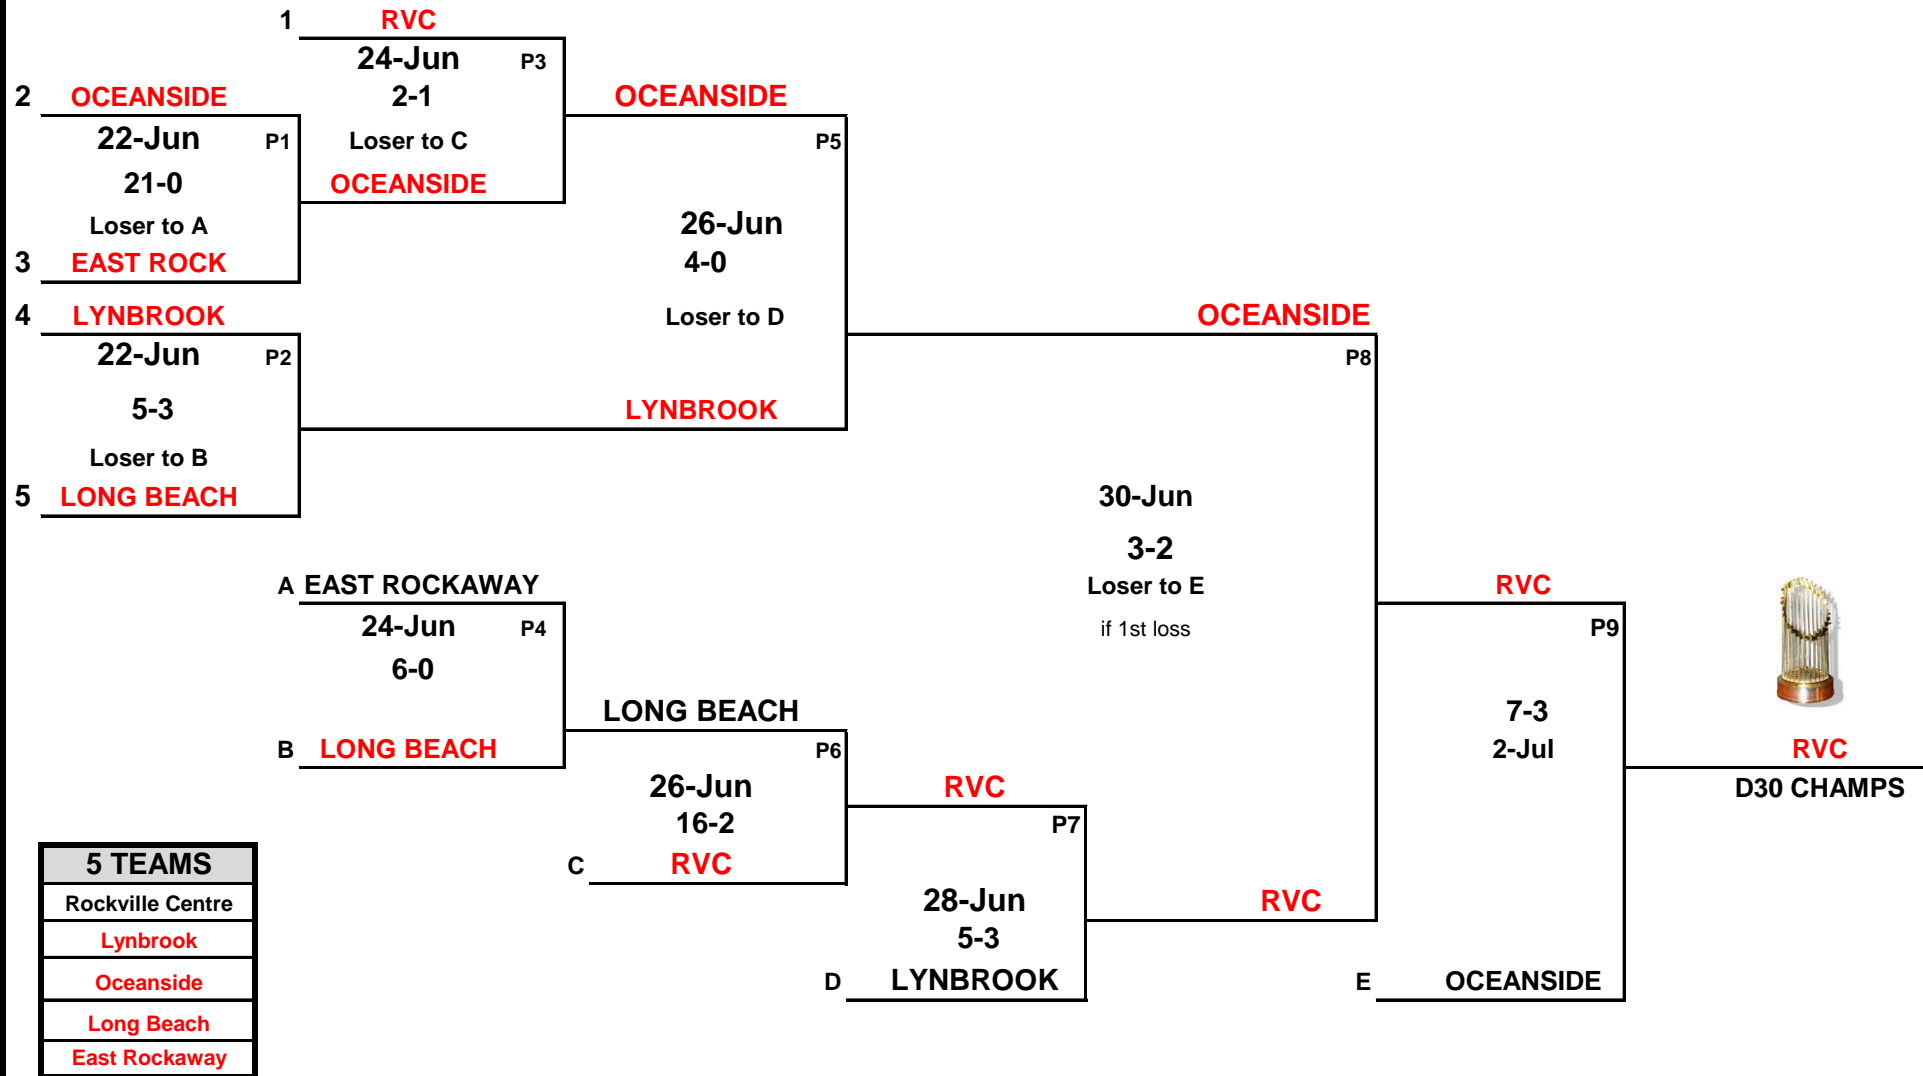 1 RVC
24-Jun P3
2 OCEANSIDE 2-1 OCEANSIDE
22-Jun P1 Loser to C P5
21-0 OCEANSIDE
Loser to A 26-Jun
3 EAST ROCK 4-0
4 LYNBROOK Loser to D OCEANSIDE
22-Jun P2 P8
5-3 LYNBROOK
Loser to B
5 LONG BEACH 30-Jun
3-2
A EAST ROCKAWAY Loser to E RVC
24-Jun P4 if 1st loss P9
6-0
LONG BEACH 7-3
B LONG BEACH P6 2-Jul RVC
26-Jun RVC D30 CHAMPS
16-2 P7
5 TEAMS C RVC
Rockville Centre 28-Jun RVC
Lynbrook 5-3
Oceanside D LYNBROOK E OCEANSIDE
Long Beach
East Rockaway